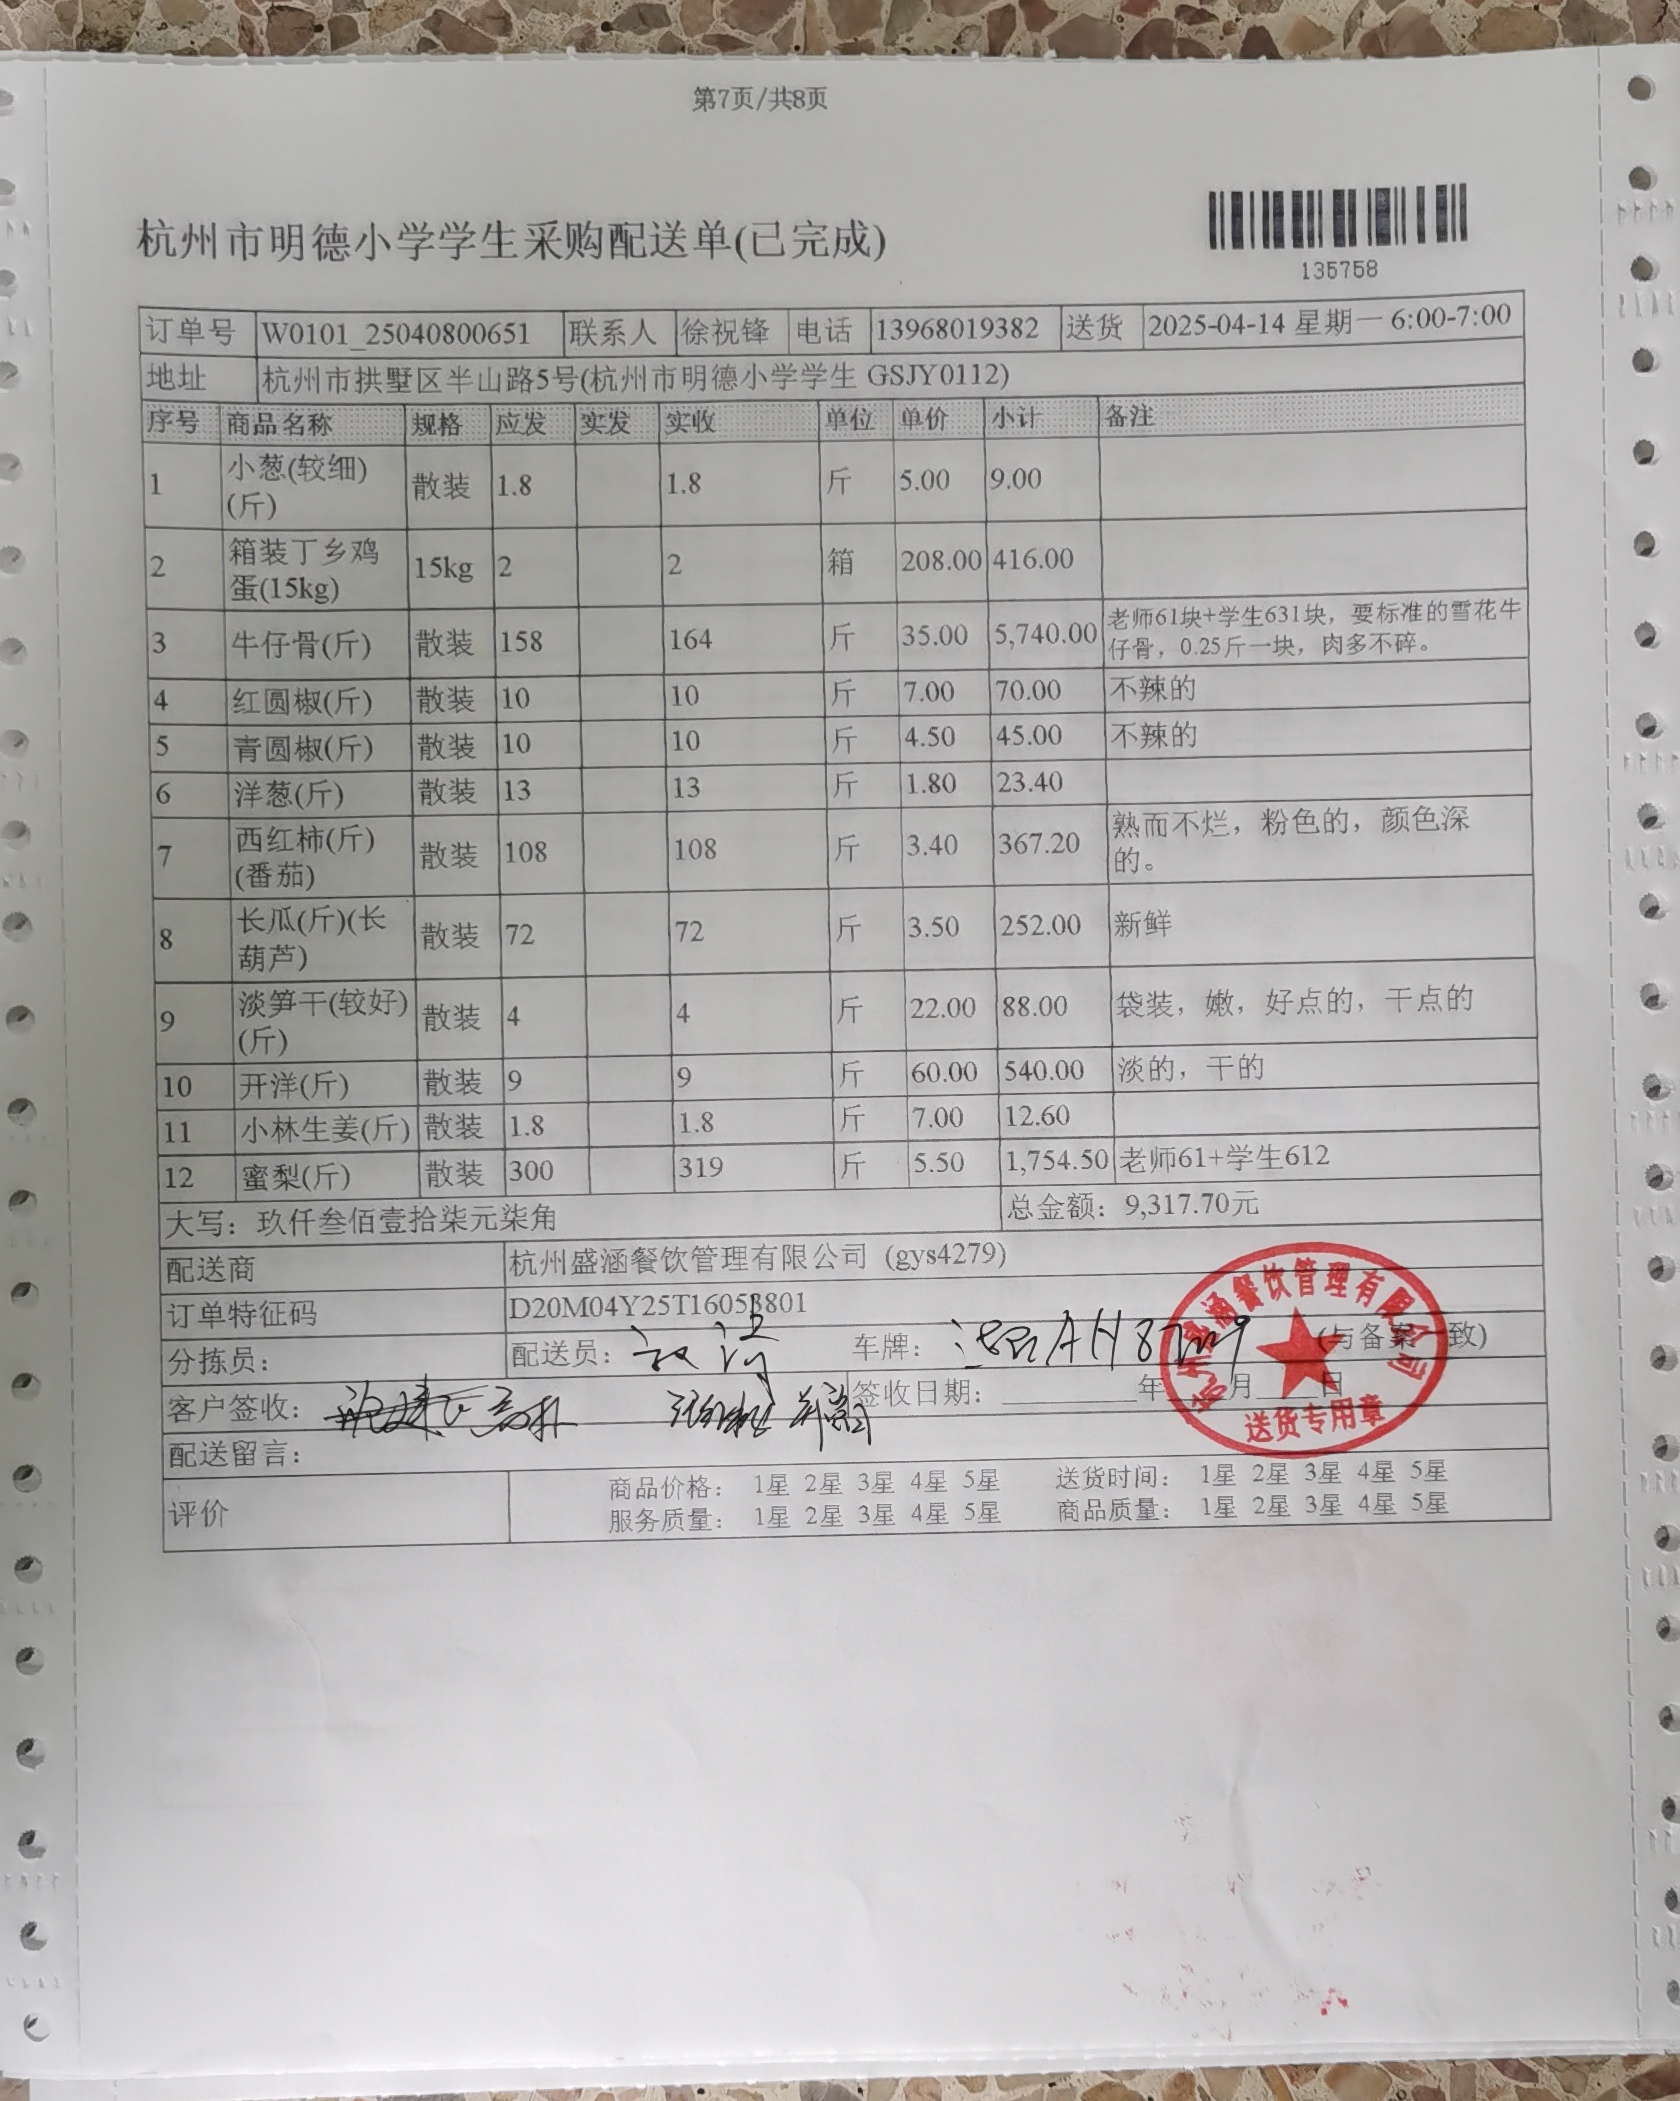 第7页/共8页
杭州市明德小学学生采购配送单(已完成)
135758
订单号 W0101_25040800651 联系人 徐祝锋 电话 13968019382 送货 2025-04-14 星期一 6:00-7:00
地址 杭州市拱墅区半山路5号(杭州市明德小学学生 GSJY0112)
序号 商品名称 规格 应发 实发 实收 单位 单价 小计 备注
1 小葱(较细)(斤) 散装 1.8 1.8 斤 5.00 9.00
2 箱装丁乡鸡蛋(15kg) 15kg 2 2 箱 208.00 416.00
3 牛仔骨(斤) 散装 158 164 斤 35.00 5,740.00 老师61块+学生631块，要标准的雪花牛仔骨，0.25斤一块，肉多不碎。
4 红圆椒(斤) 散装 10 10 斤 7.00 70.00 不辣的
5 青圆椒(斤) 散装 10 10 斤 4.50 45.00 不辣的
6 洋葱(斤) 散装 13 13 斤 1.80 23.40
7 西红柿(斤)(番茄) 散装 108 108 斤 3.40 367.20 熟而不烂，粉色的，颜色深的。
8 长瓜(斤)(长葫芦) 散装 72 72 斤 3.50 252.00 新鲜
9 淡笋干(较好)(斤) 散装 4 4 斤 22.00 88.00 袋装，嫩，好点的，干点的
10 开洋(斤) 散装 9 9 斤 60.00 540.00 淡的，干的
11 小林生姜(斤) 散装 1.8 1.8 斤 7.00 12.60
12 蜜梨(斤) 散装 300 319 斤 5.50 1,754.50 老师61+学生612
大写：玖仟叁佰壹拾柒元柒角 总金额：9,317.70元
配送商 杭州盛涵餐饮管理有限公司 (gys4279)
订单特征码 D20M04Y25T16053801
分拣员： 配送员： 车牌： (与备案一致)
客户签收： 签收日期： 年 月 日
配送留言：
评价 商品价格： 1星 2星 3星 4星 5星 送货时间： 1星 2星 3星 4星 5星
服务质量： 1星 2星 3星 4星 5星 商品质量： 1星 2星 3星 4星 5星
杭州盛涵餐饮管理有限公司
送货专用章